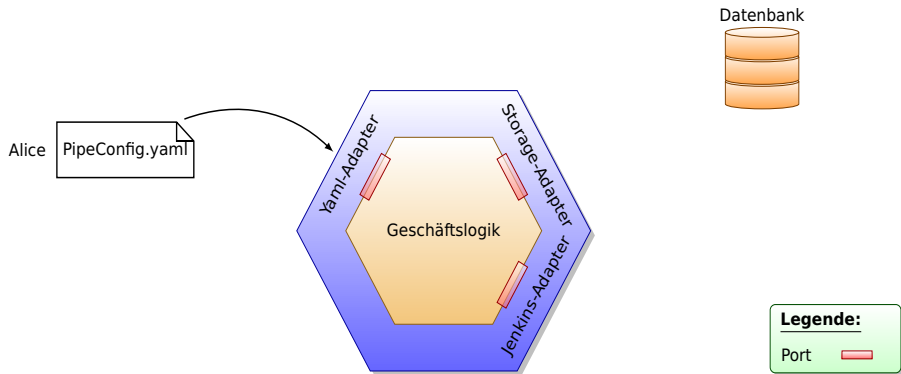 Datenbank
Alice
PipeConfig.yaml
Yaml-Adapter
Storage-Adapter
Geschäftslogik
Jenkins-Adapter
Legende:
Port